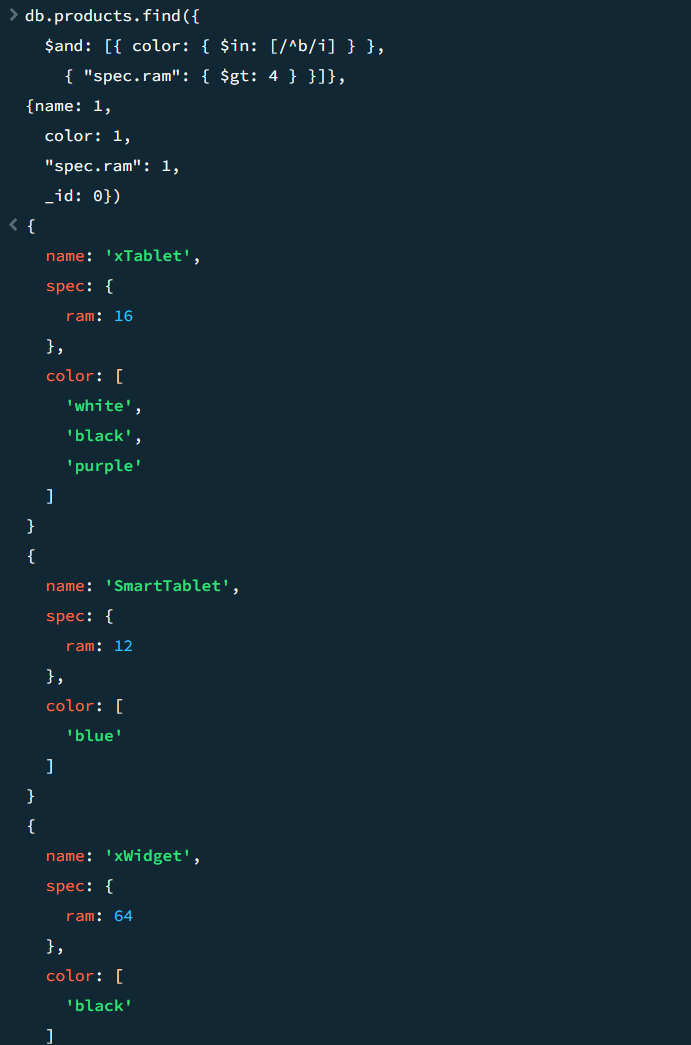 > db.products.find({
    $and: [{ color: { $in: [/^b/i] } },
      { "spec.ram": { $gt: 4 } }]},
  {name: 1,
    color: 1,
    "spec.ram": 1,
    _id: 0})
< {
    name: 'xTablet',
    spec: {
      ram: 16
    },
    color: [
      'white',
      'black',
      'purple'
    ]
  }
  {
    name: 'SmartTablet',
    spec: {
      ram: 12
    },
    color: [
      'blue'
    ]
  }
  {
    name: 'xWidget',
    spec: {
      ram: 64
    },
    color: [
      'black'
    ]